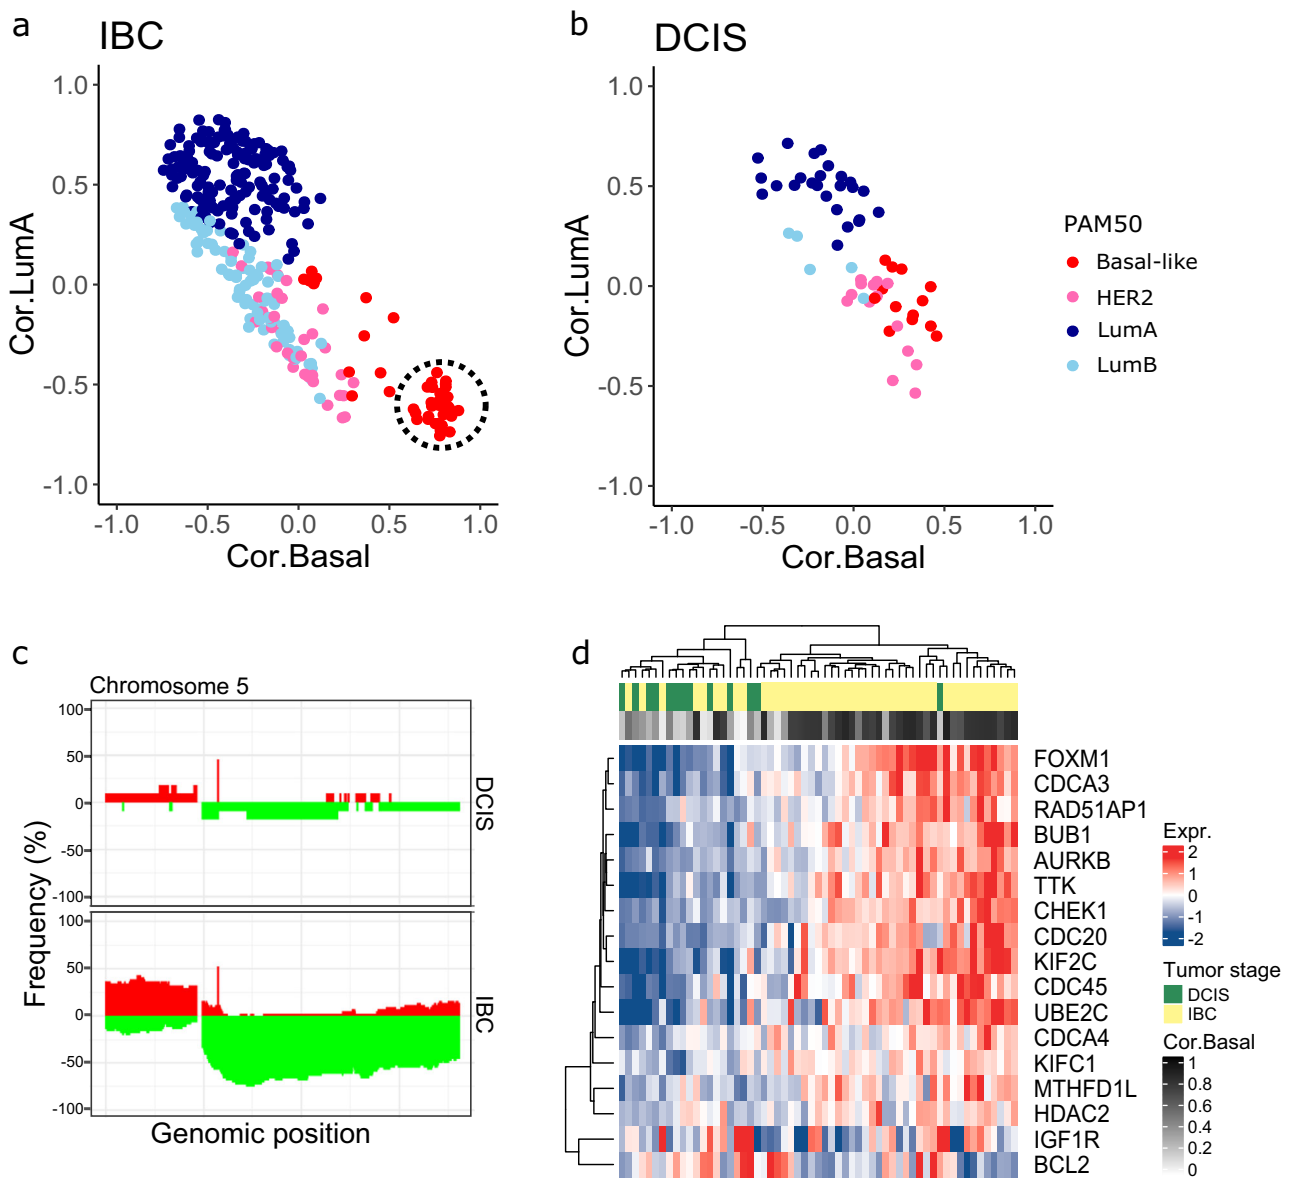 a
IBC
1.0
0.5
0.0
-0.5
-1.0
Cor.LumA
-1.0 -0.5 0.0 0.5 1.0
Cor.Basal
b
DCIS
1.0
0.5
0.0
-0.5
-1.0
Cor.LumA
-1.0 -0.5 0.0 0.5 1.0
Cor.Basal
PAM50
Basal-like
HER2
LumA
LumB
c
Chromosome 5
100
50
0
-50
-100
DCIS
100
50
0
-50
-100
IBC
Frequency (%)
Genomic position
d
FOXM1
CDCA3
RAD51AP1
BUB1
AURKB
TTK
CHEK1
CDC20
KIF2C
CDC45
UBE2C
CDCA4
KIFC1
MTHFD1L
HDAC2
IGF1R
BCL2
Expr.
2
1
0
-1
-2
Tumor stage
DCIS
IBC
Cor.Basal
1
0.8
0.6
0.4
0.2
0